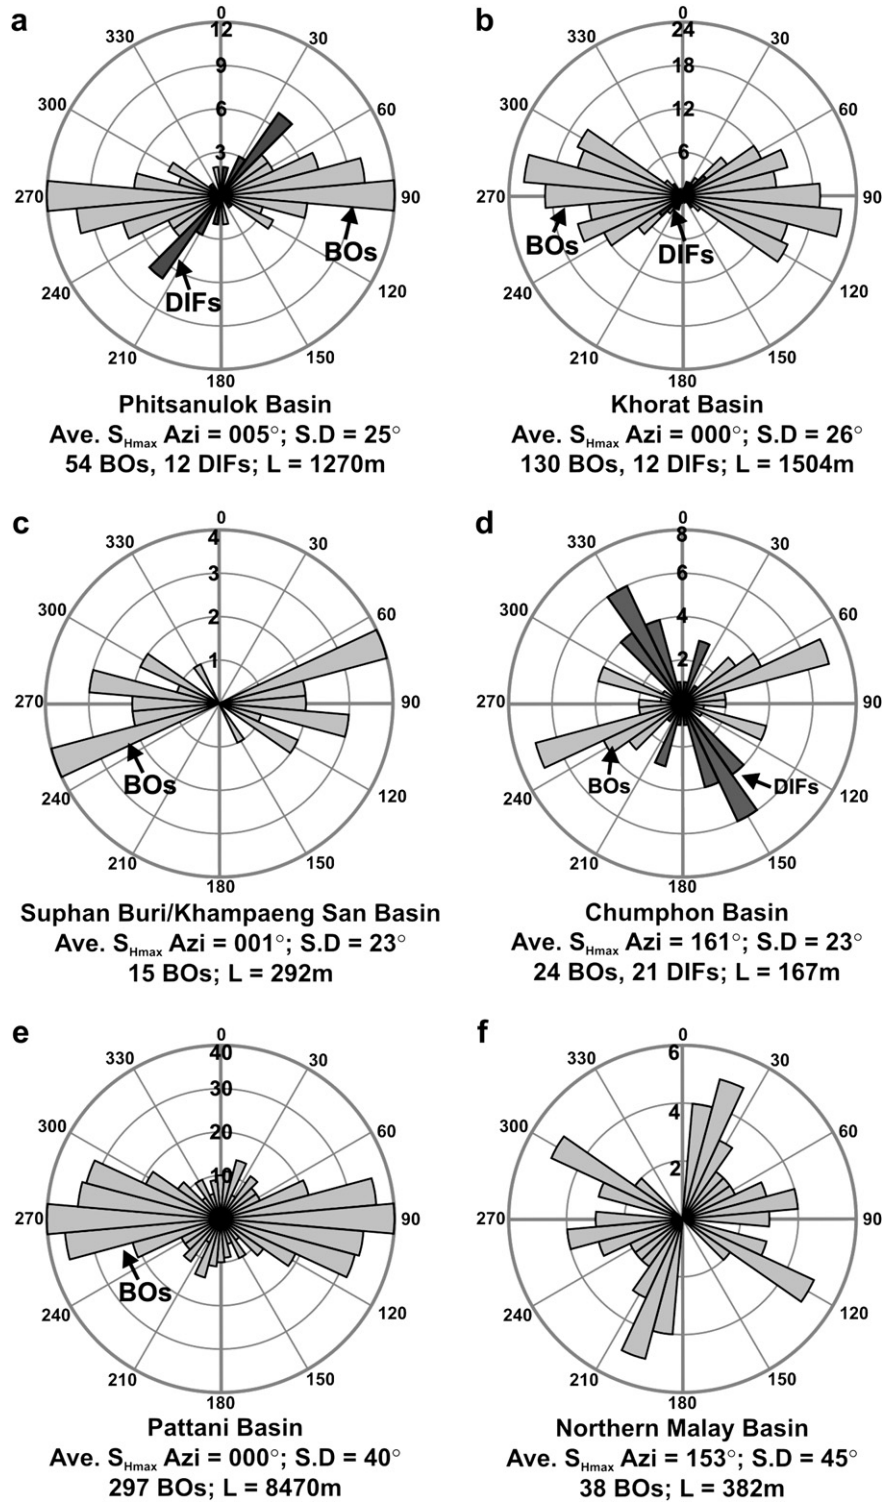 a
0
12
330
30
9
300
60
6
3
270
90
BOs
DIFs
240
120
210
150
180
Phitsanulok Basin
Ave. SHmax Azi = 005°; S.D = 25°
54 BOs, 12 DIFs; L = 1270m
b
0
24
330
30
18
300
60
12
6
270
90
BOs
DIFs
240
120
210
150
180
Khorat Basin
Ave. SHmax Azi = 000°; S.D = 26°
130 BOs, 12 DIFs; L = 1504m
c
0
4
330
30
3
300
60
2
1
270
90
BOs
240
120
210
150
180
Suphan Buri/Khampaeng San Basin
Ave. SHmax Azi = 001°; S.D = 23°
15 BOs; L = 292m
d
0
8
330
30
6
300
60
4
2
270
90
BOs
DIFs
240
120
210
150
180
Chumphon Basin
Ave. SHmax Azi = 161°; S.D = 23°
24 BOs, 21 DIFs; L = 167m
e
0
40
330
30
30
300
60
20
10
270
90
BOs
240
120
210
150
180
Pattani Basin
Ave. SHmax Azi = 000°; S.D = 40°
297 BOs; L = 8470m
f
0
6
330
30
4
300
60
2
270
90
240
120
210
150
180
Northern Malay Basin
Ave. SHmax Azi = 153°; S.D = 45°
38 BOs; L = 382m